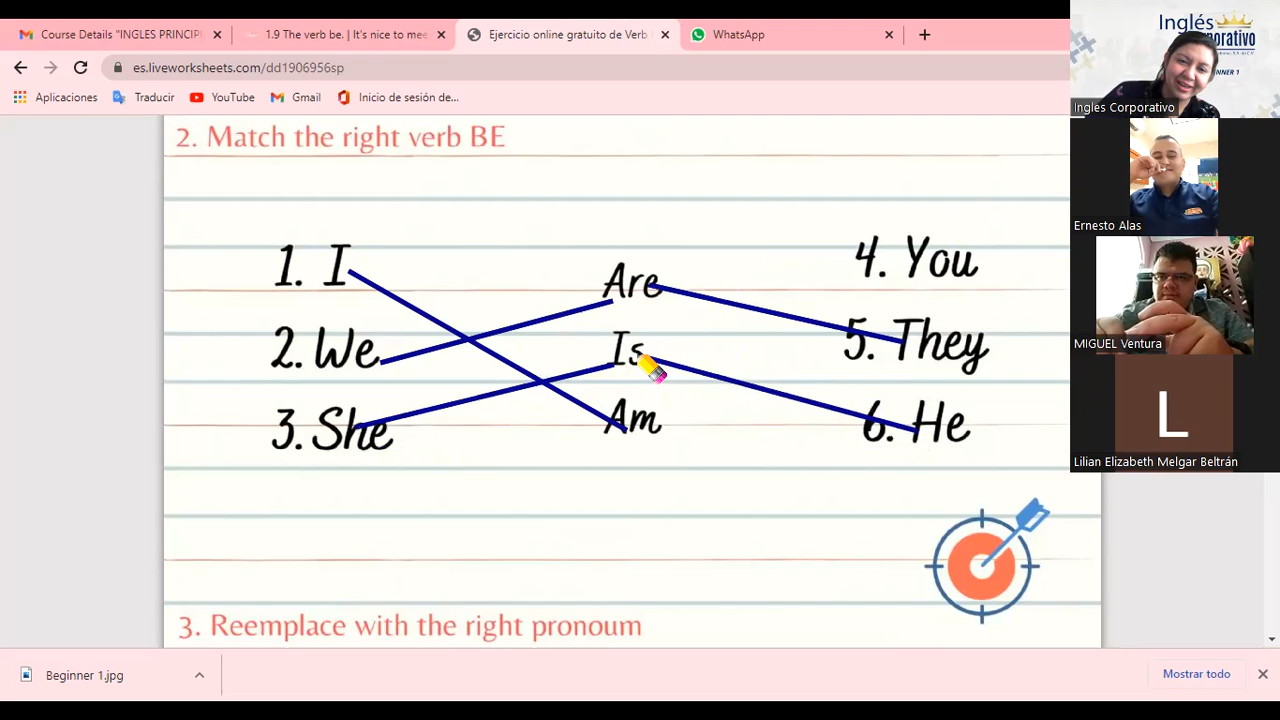 Course Details "INGLES PRINCIPI
1.9 The verb be. | It's nice to mee
Ejercicio online gratuito de Verb
WhatsApp
es.liveworksheets.com/dd1906956sp
Aplicaciones
Traducir
YouTube
Gmail
Inicio de sesión de...
2. Match the right verb BE
1. I
2. We
3. She
Are
Is
Am
4. You
5. They
6. He
3. Reemplace with the right pronoum
Beginner 1.jpg
Mostrar todo
Inglés
Ingles Corporativo
Ernesto Alas
MIGUEL Ventura
L
Lilian Elizabeth Melgar Beltrán